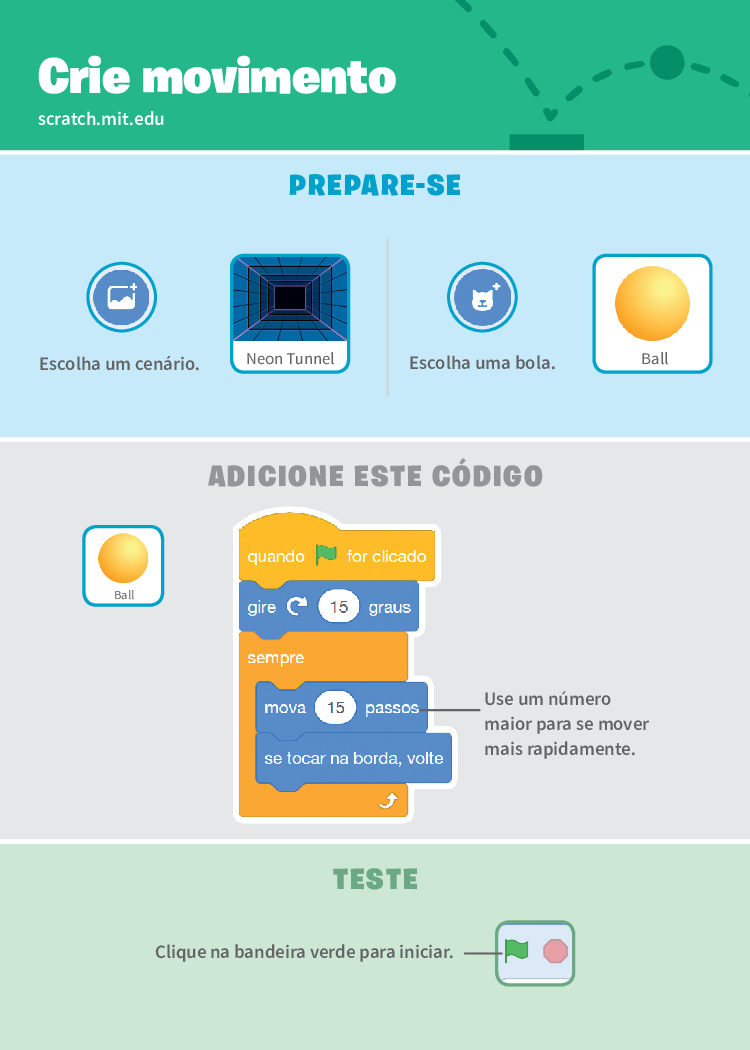 Crie movimento
scratch.mit.edu
PREPARE-SE
Escolha um cenário.
Neon Tunnel
Escolha uma bola.
Ball
ADICIONE ESTE CÓDIGO
Ball
quando for clicado
gire 15 graus
sempre
mova 15 passos
se tocar na borda, volte
Use um número
maior para se mover
mais rapidamente.
TESTE
Clique na bandeira verde para iniciar.